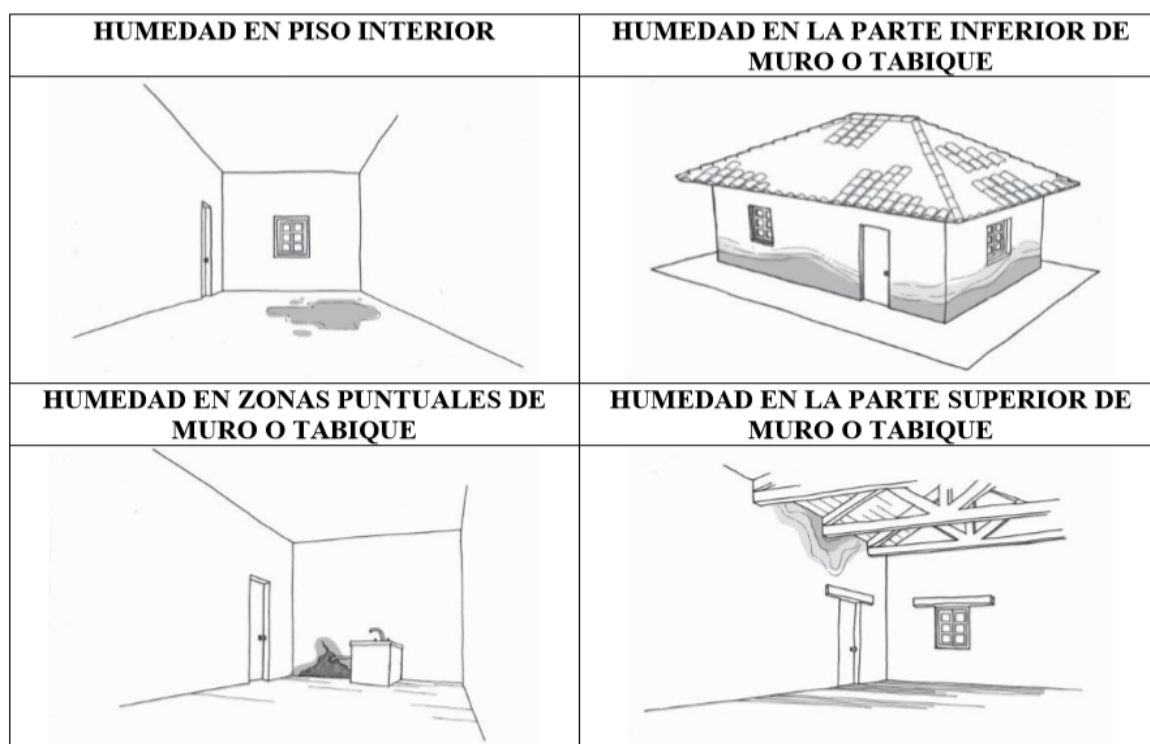 HUMEDAD EN PISO INTERIOR
HUMEDAD EN LA PARTE INFERIOR DE
MURO O TABIQUE
HUMEDAD EN ZONAS PUNTUALES DE
MURO O TABIQUE
HUMEDAD EN LA PARTE SUPERIOR DE
MURO O TABIQUE